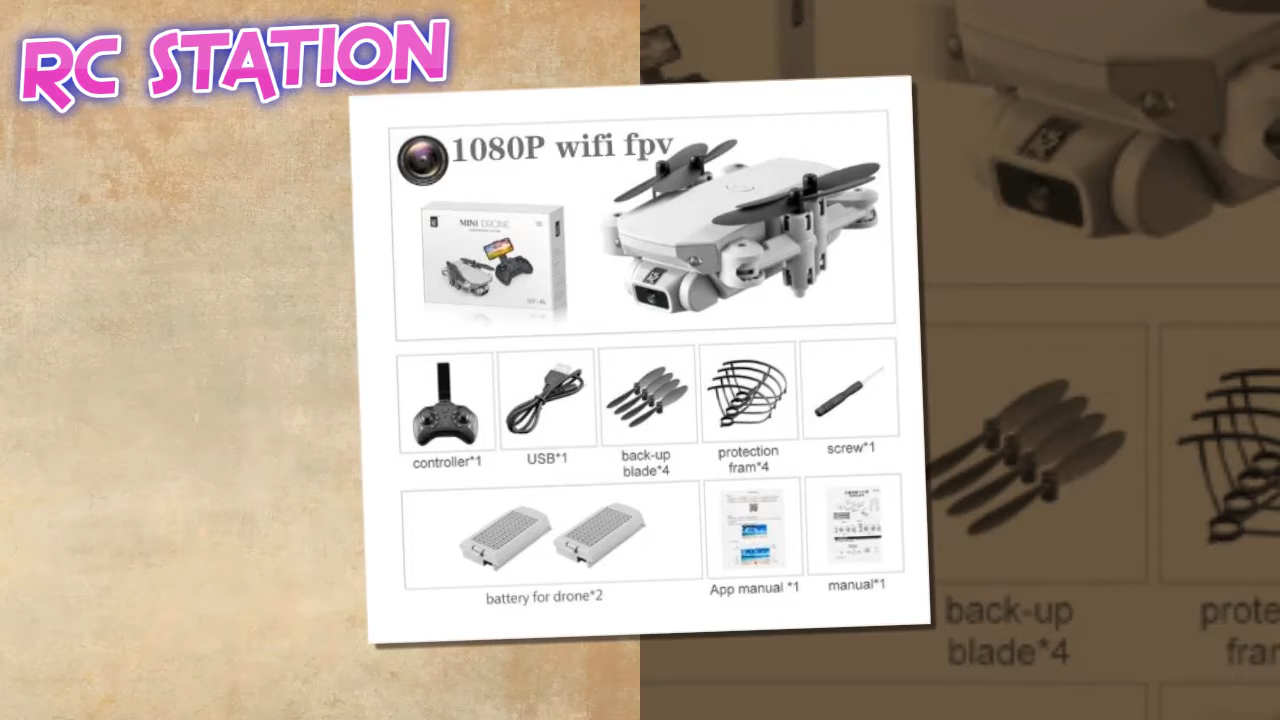 RC STATION
1080P wifi fpv
MINI DRONE
controller*1
USB*1
back-up
blade*4
protection
fram*4
screw*1
battery for drone*2
App manual *1
manual*1
back-up
blade*4
prote
fram